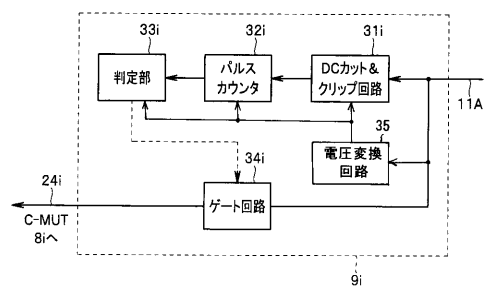 33i
32i
31i
判定部
パルス
カウンタ
DCカット&
クリップ回路
11A
35
電圧変換
回路
34i
24i
ゲート回路
C-MUT
8iへ
9i